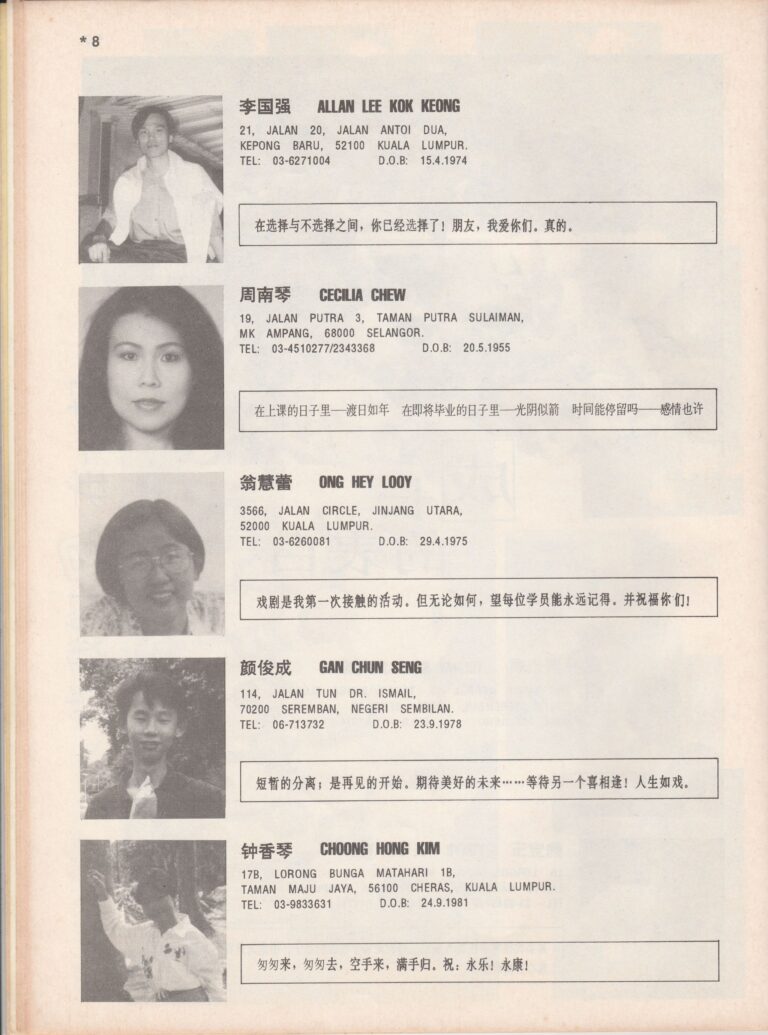 * 8
李国强 ALLAN LEE KOK KEONG
21, JALAN 20, JALAN ANTOI DUA,
KEPONG BARU, 52100 KUALA LUMPUR.
TEL: 03-6271004 D.O.B: 15.4.1974
在选择与不选择之间，你已经选择了！朋友，我爱你们。真的。
周南琴 CECILIA CHEW
19, JALAN PUTRA 3, TAMAN PUTRA SULAIMAN,
MK AMPANG, 68000 SELANGOR.
TEL: 03-4510277/2343368 D.O.B: 20.5.1955
在上课的日子里—渡日如年 在即将毕业的日子里—光阴似箭 时间能停留吗——感情也许
翁慧蕾 ONG HEY LOOY
3566, JALAN CIRCLE, JINJANG UTARA,
52000 KUALA LUMPUR.
TEL: 03-6260081 D.O.B: 29.4.1975
戏剧是我第一次接触的活动。但无论如何，望每位学员能永远记得。并祝福你们！
颜俊成 GAN CHUN SENG
114, JALAN TUN DR. ISMAIL,
70200 SEREMBAN, NEGERI SEMBILAN.
TEL: 06-713732 D.O.B: 23.9.1978
短暂的分离；是再见的开始。期待美好的未来……等待另一个喜相逢！人生如戏。
钟香琴 CHOONG HONG KIM
17B, LORONG BUNGA MATAHARI 1B,
TAMAN MAJU JAYA, 56100 CHERAS, KUALA LUMPUR.
TEL: 03-9833631 D.O.B: 24.9.1981
匆匆来，匆匆去，空手来，满手归。祝：永乐！永康！